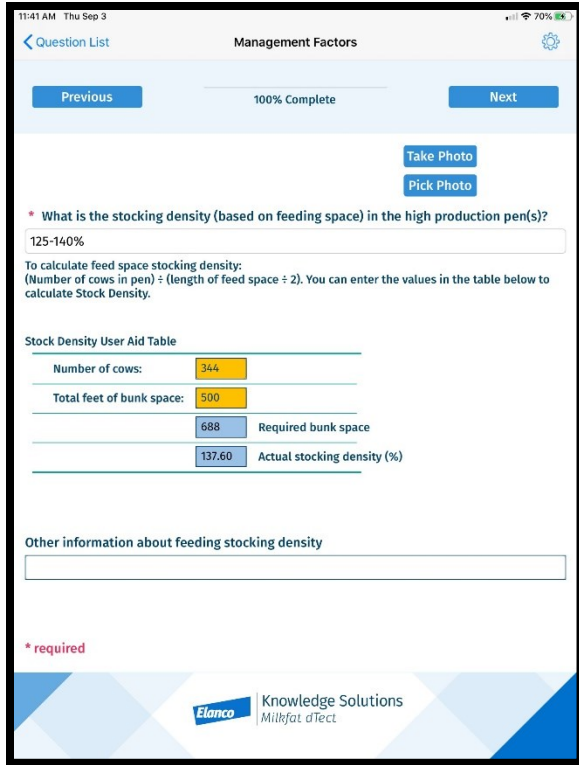 11:41 AM Thu Sep 3 70%
Question List Management Factors
Previous 100% Complete Next
Take Photo
Pick Photo
* What is the stocking density (based on feeding space) in the high production pen(s)?
125-140%
To calculate feed space stocking density:
(Number of cows in pen) ÷ (length of feed space ÷ 2). You can enter the values in the table below to
calculate Stock Density.
Stock Density User Aid Table
Number of cows: 344
Total feet of bunk space: 500
688 Required bunk space
137.60 Actual stocking density (%)
Other information about feeding stocking density
* required
Elanco Knowledge Solutions
Milkfat dTect